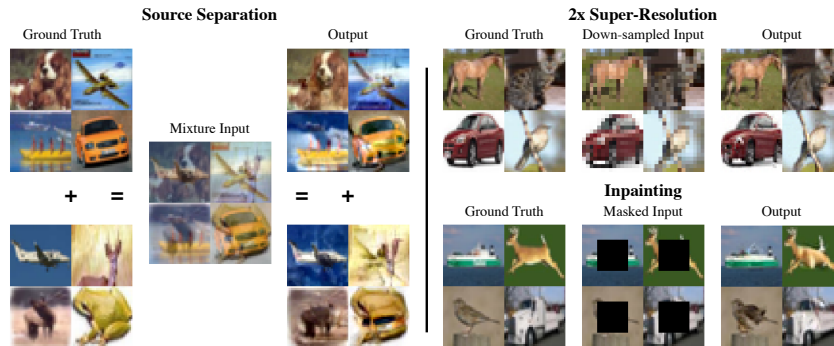 Source Separation
Ground Truth
Output
Mixture Input
+ =
= +
2x Super-Resolution
Ground Truth
Down-sampled Input
Output
Inpainting
Ground Truth
Masked Input
Output